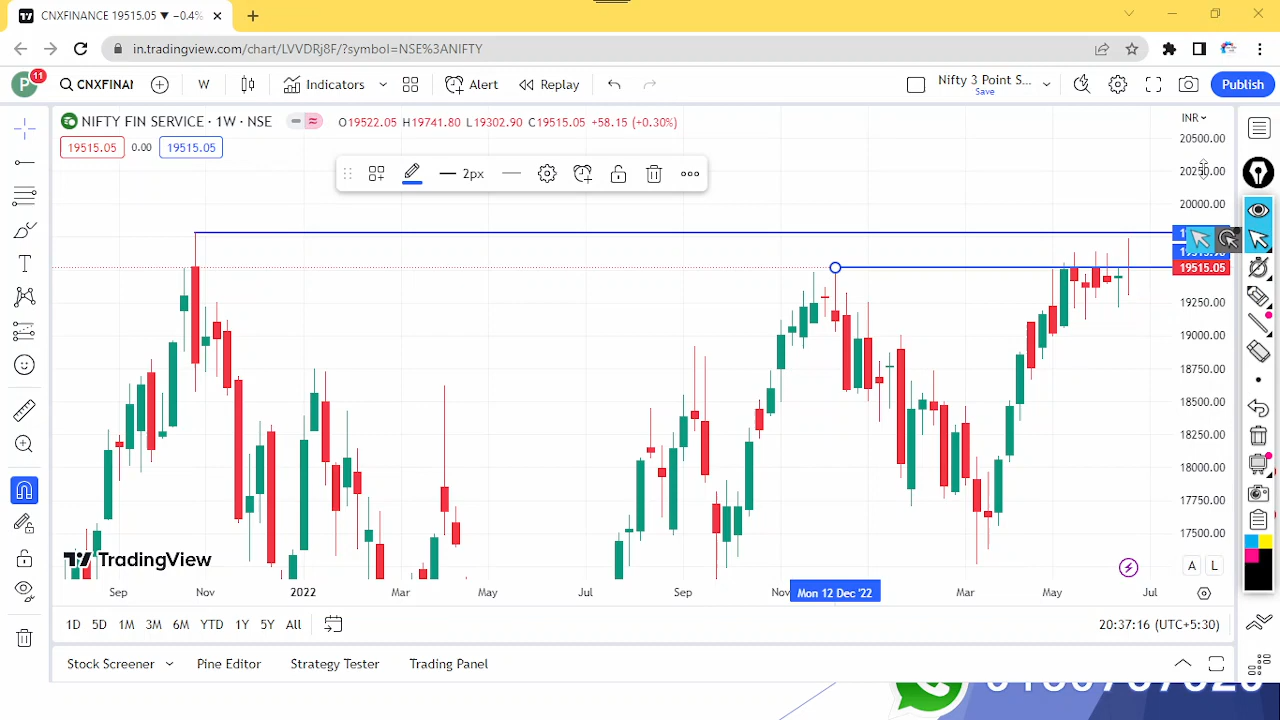 CNXFINANCE 19515.05 ▼ −0.4%
in.tradingview.com/chart/LVVDRj8F/?symbol=NSE%3ANIFTY
P 11 CNXFINAI W Indicators Alert Replay Nifty 3 Point S... Save Publish
NIFTY FIN SERVICE · 1W · NSE O19522.05 H19741.80 L19302.90 C19515.05 +58.15 (+0.30%) INR
19515.05 0.00 19515.05
20500.00
2px
20250.00
20000.00
19515.05
19250.00
19000.00
18750.00
18500.00
18250.00
18000.00
17750.00
17500.00
TradingView
A L
Sep Nov 2022 Mar May Jul Sep Nov Mon 12 Dec '22 Mar May Jul
1D 5D 1M 3M 6M YTD 1Y 5Y All 20:37:16 (UTC+5:30)
Stock Screener Pine Editor Strategy Tester Trading Panel